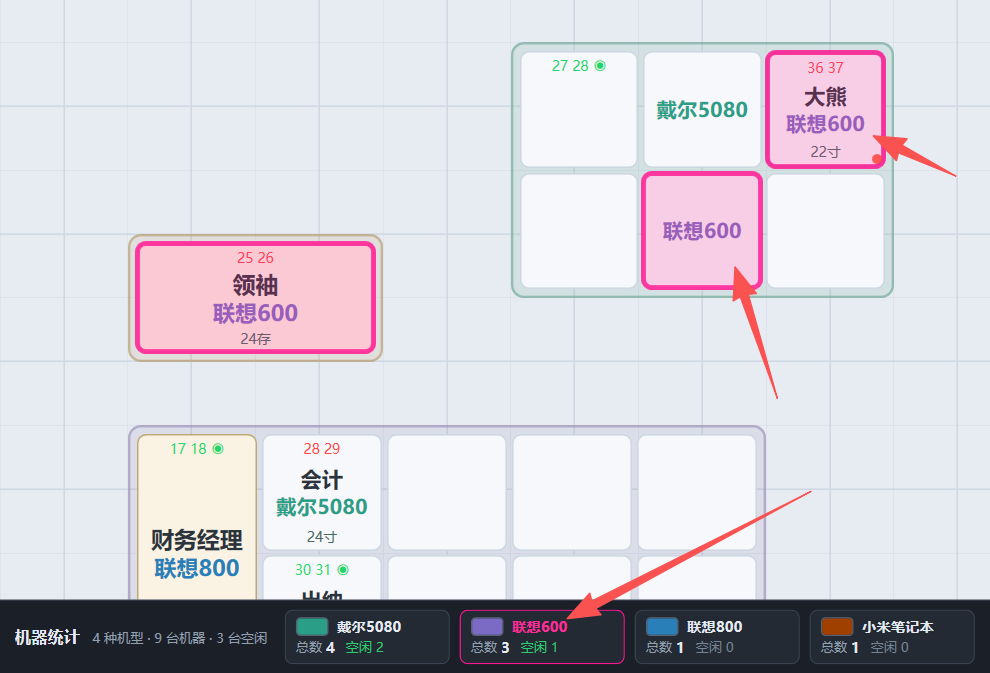 27 28 ◉
戴尔5080
36 37
大熊
联想600
22寸
联想600
25 26
领袖
联想600
24存
17 18 ◉
财务经理
联想800
28 29
会计
戴尔5080
24寸
30 31 ◉
出纳
机器统计 4 种机型 · 9 台机器 · 3 台空闲
戴尔5080
总数 4 空闲 2
联想600
总数 3 空闲 1
联想800
总数 1 空闲 0
小米笔记本
总数 1 空闲 0